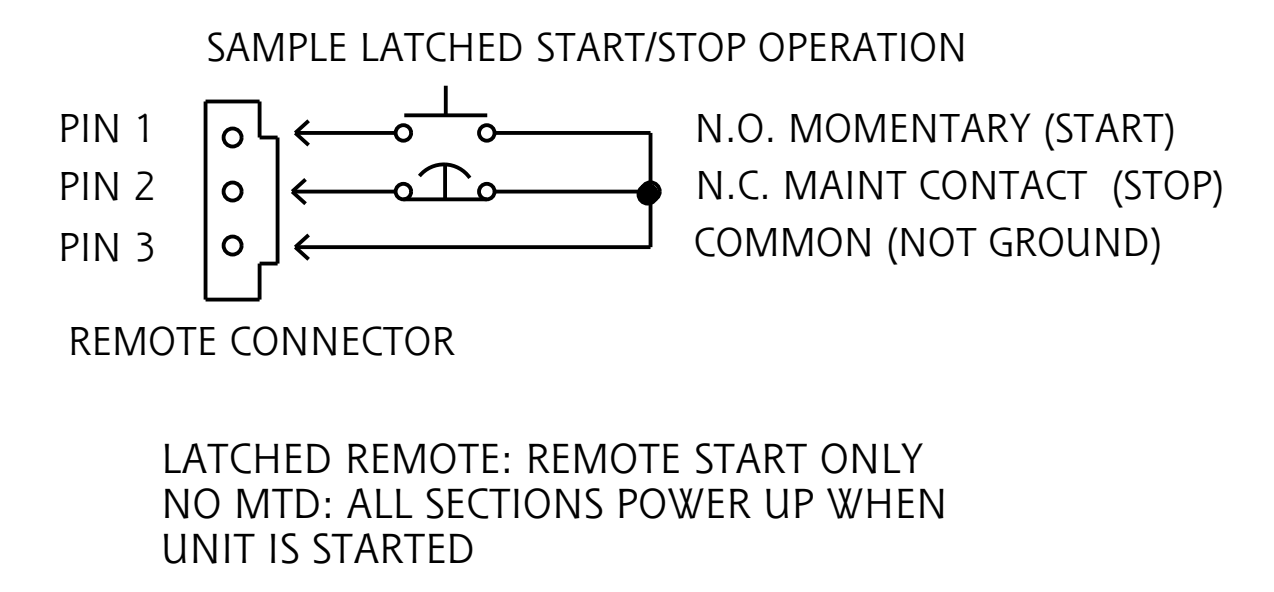 SAMPLE LATCHED START/STOP OPERATION
PIN 1 N.O. MOMENTARY (START)
PIN 2 N.C. MAINT CONTACT (STOP)
PIN 3 COMMON (NOT GROUND)
REMOTE CONNECTOR
LATCHED REMOTE: REMOTE START ONLY
NO MTD: ALL SECTIONS POWER UP WHEN
UNIT IS STARTED